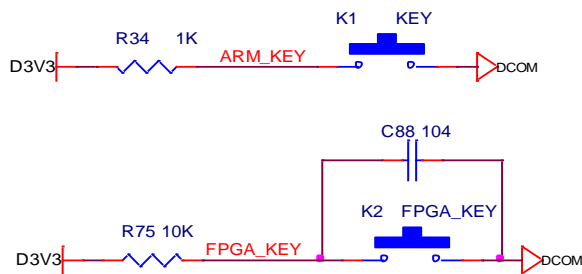 K1 KEY
R34 1K
D3V3 ARM_KEY DCOM
C88 104
K2 FPGA_KEY
R75 10K
D3V3 FPGA_KEY DCOM